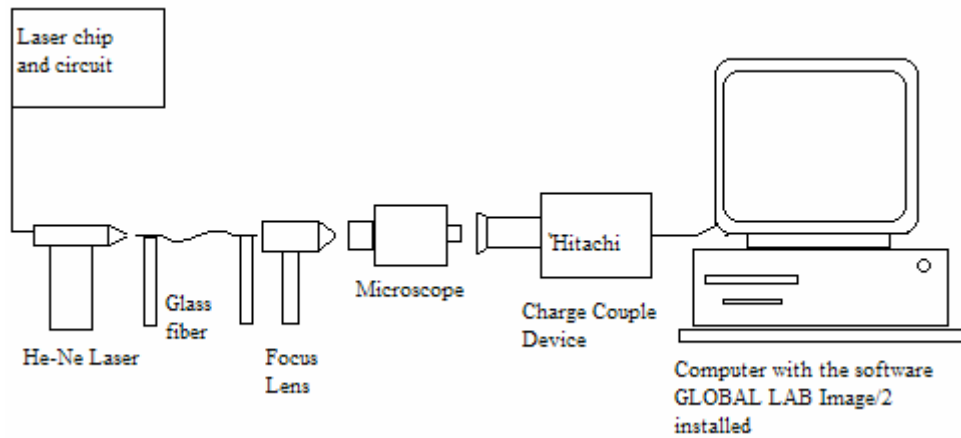 Laser chip
and circuit
Hitachi
Glass
fiber
Microscope
Charge Couple
Device
He-Ne Laser
Focus
Lens
Computer with the software
GLOBAL LAB Image/2
installed